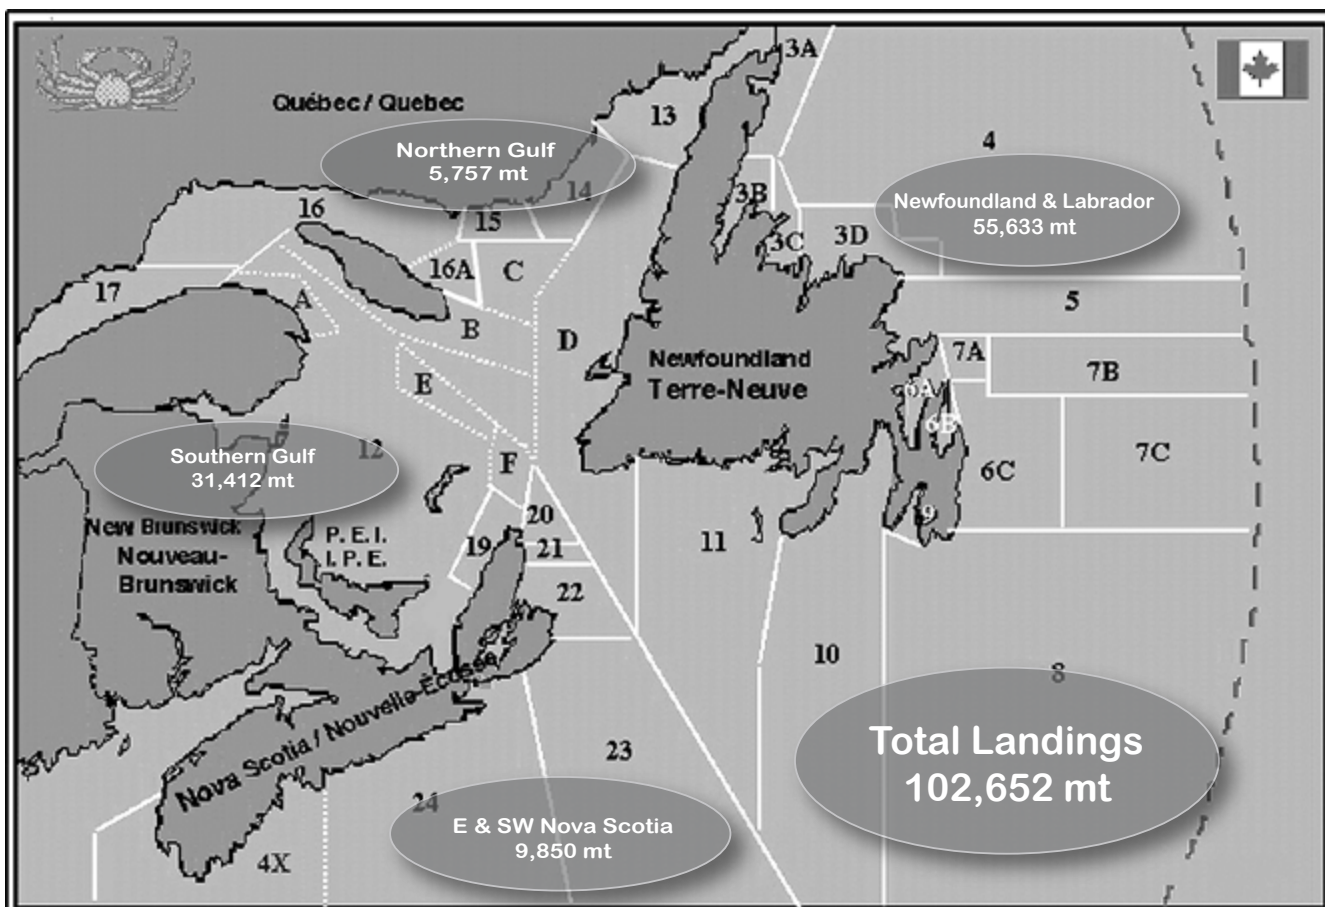 3A
Québec / Quebec
13
4
Northern Gulf
5,757 mt
14
3B
Newfoundland & Labrador
55,633 mt
16
15
3C
3D
16A
C
17
A
5
B
D
Newfoundland
Terre-Neuve
7A
7B
E
6A
6B
12
Southern Gulf
31,412 mt
F
6C
7C
New Brunswick
Nouveau-
Brunswick
P. E. I.
I. P. E.
20
19
21
9
11
22
10
8
Nova Scotia / Nouvelle-Écosse
Total Landings
102,652 mt
23
24
E & SW Nova Scotia
9,850 mt
4X